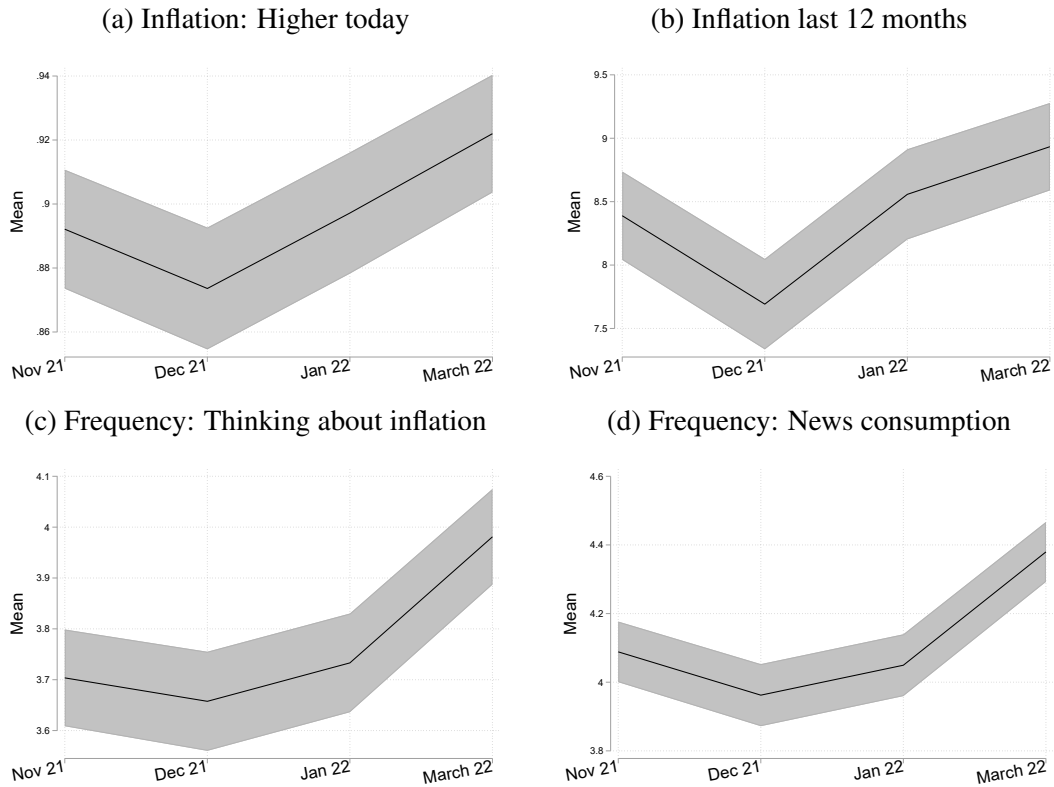 (a) Inflation: Higher today
.94
.92
.9
.88
.86
Mean
Nov 21
Dec 21
Jan 22
March 22
(b) Inflation last 12 months
9.5
9
8.5
8
7.5
Mean
Nov 21
Dec 21
Jan 22
March 22
(c) Frequency: Thinking about inflation
4.1
4
3.9
3.8
3.7
3.6
Mean
Nov 21
Dec 21
Jan 22
March 22
(d) Frequency: News consumption
4.6
4.4
4.2
4
3.8
Mean
Nov 21
Dec 21
Jan 22
March 22